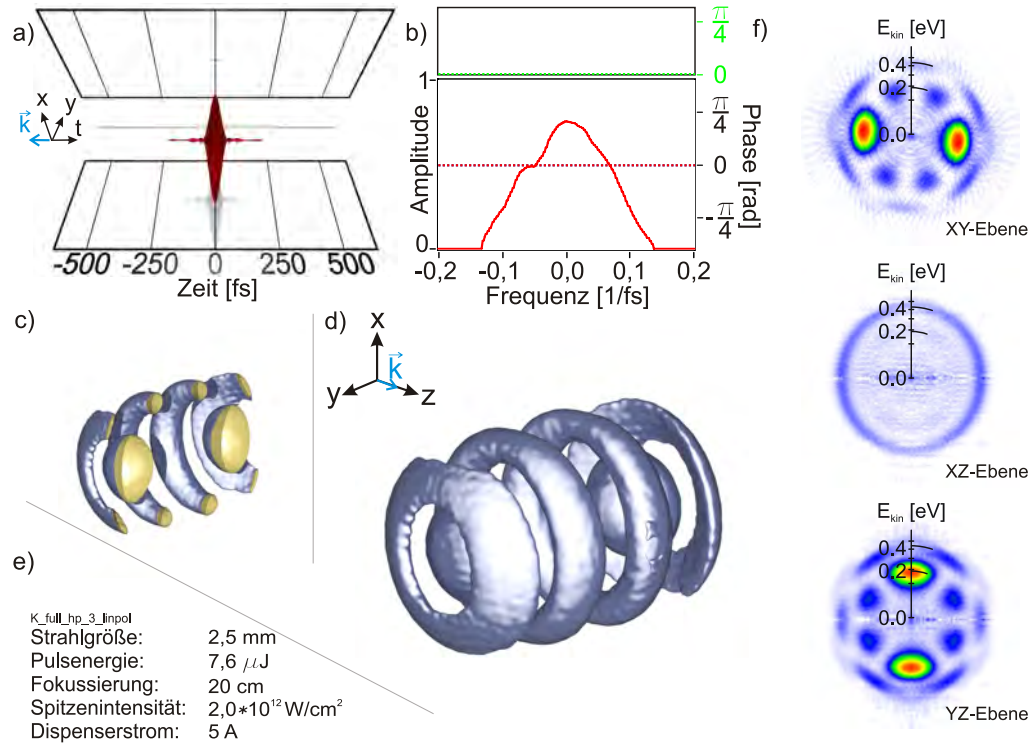 a)
x
y
k
t
-500
-250
0
250
500
Zeit [fs]
b)
π/4
0
1
Amplitude
0
π/4
0
-π/4
Phase [rad]
-0,2
-0,1
0,0
0,1
0,2
Frequenz [1/fs]
c)
d)
x
k
y
z
e)
K_full_hp_3_linpol
Strahlgröße: 2,5 mm
Pulsenergie: 7,6 μJ
Fokussierung: 20 cm
Spitzenintensität: 2,0*10¹² W/cm²
Dispenserstrom: 5 A
f)
E_kin [eV]
0.4
0.2
0.0
XY-Ebene
E_kin [eV]
0.4
0.2
0.0
XZ-Ebene
E_kin [eV]
0.4
0.2
0.0
YZ-Ebene